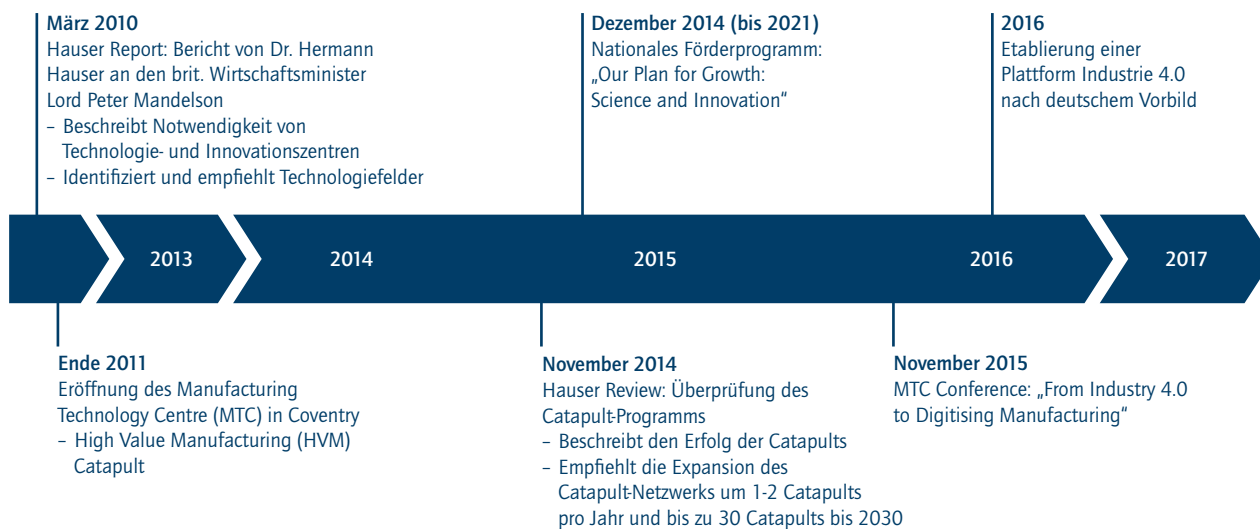 März 2010
Hauser Report: Bericht von Dr. Hermann
Hauser an den brit. Wirtschaftsminister
Lord Peter Mandelson
– Beschreibt Notwendigkeit von
Technologie- und Innovationszentren
– Identifiziert und empfiehlt Technologiefelder
Dezember 2014 (bis 2021)
Nationales Förderprogramm:
„Our Plan for Growth:
Science and Innovation“
2016
Etablierung einer
Plattform Industrie 4.0
nach deutschem Vorbild
2013
2014
2015
2016
2017
Ende 2011
Eröffnung des Manufacturing
Technology Centre (MTC) in Coventry
– High Value Manufacturing (HVM)
Catapult
November 2014
Hauser Review: Überprüfung des
Catapult-Programms
– Beschreibt den Erfolg der Catapults
– Empfiehlt die Expansion des
Catapult-Netzwerks um 1-2 Catapults
pro Jahr und bis zu 30 Catapults bis 2030
November 2015
MTC Conference: „From Industry 4.0
to Digitising Manufacturing“